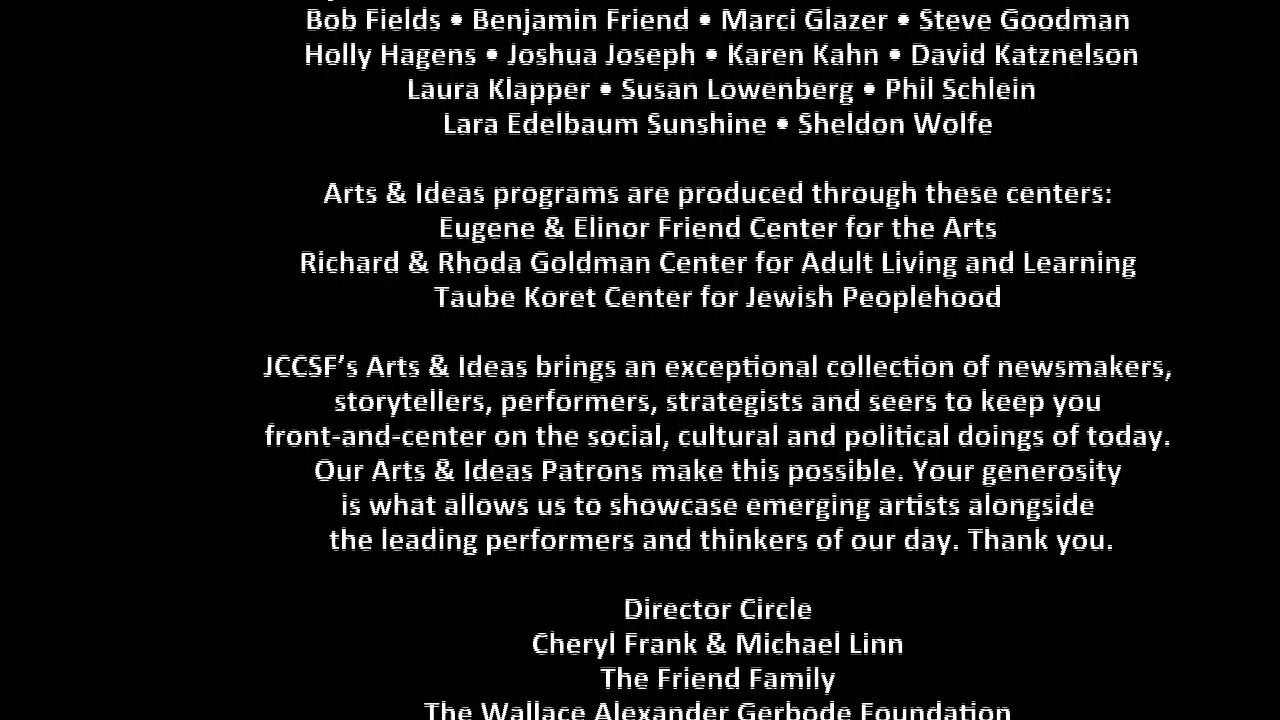 Bob Fields • Benjamin Friend • Marci Glazer • Steve Goodman
Holly Hagens • Joshua Joseph • Karen Kahn • David Katznelson
Laura Klapper • Susan Lowenberg • Phil Schlein
Lara Edelbaum Sunshine • Sheldon Wolfe
Arts & Ideas programs are produced through these centers:
Eugene & Elinor Friend Center for the Arts
Richard & Rhoda Goldman Center for Adult Living and Learning
Taube Koret Center for Jewish Peoplehood
JCCSF’s Arts & Ideas brings an exceptional collection of newsmakers,
storytellers, performers, strategists and seers to keep you
front-and-center on the social, cultural and political doings of today.
Our Arts & Ideas Patrons make this possible. Your generosity
is what allows us to showcase emerging artists alongside
the leading performers and thinkers of our day. Thank you.
Director Circle
Cheryl Frank & Michael Linn
The Friend Family
The Wallace Alexander Gerbode Foundation